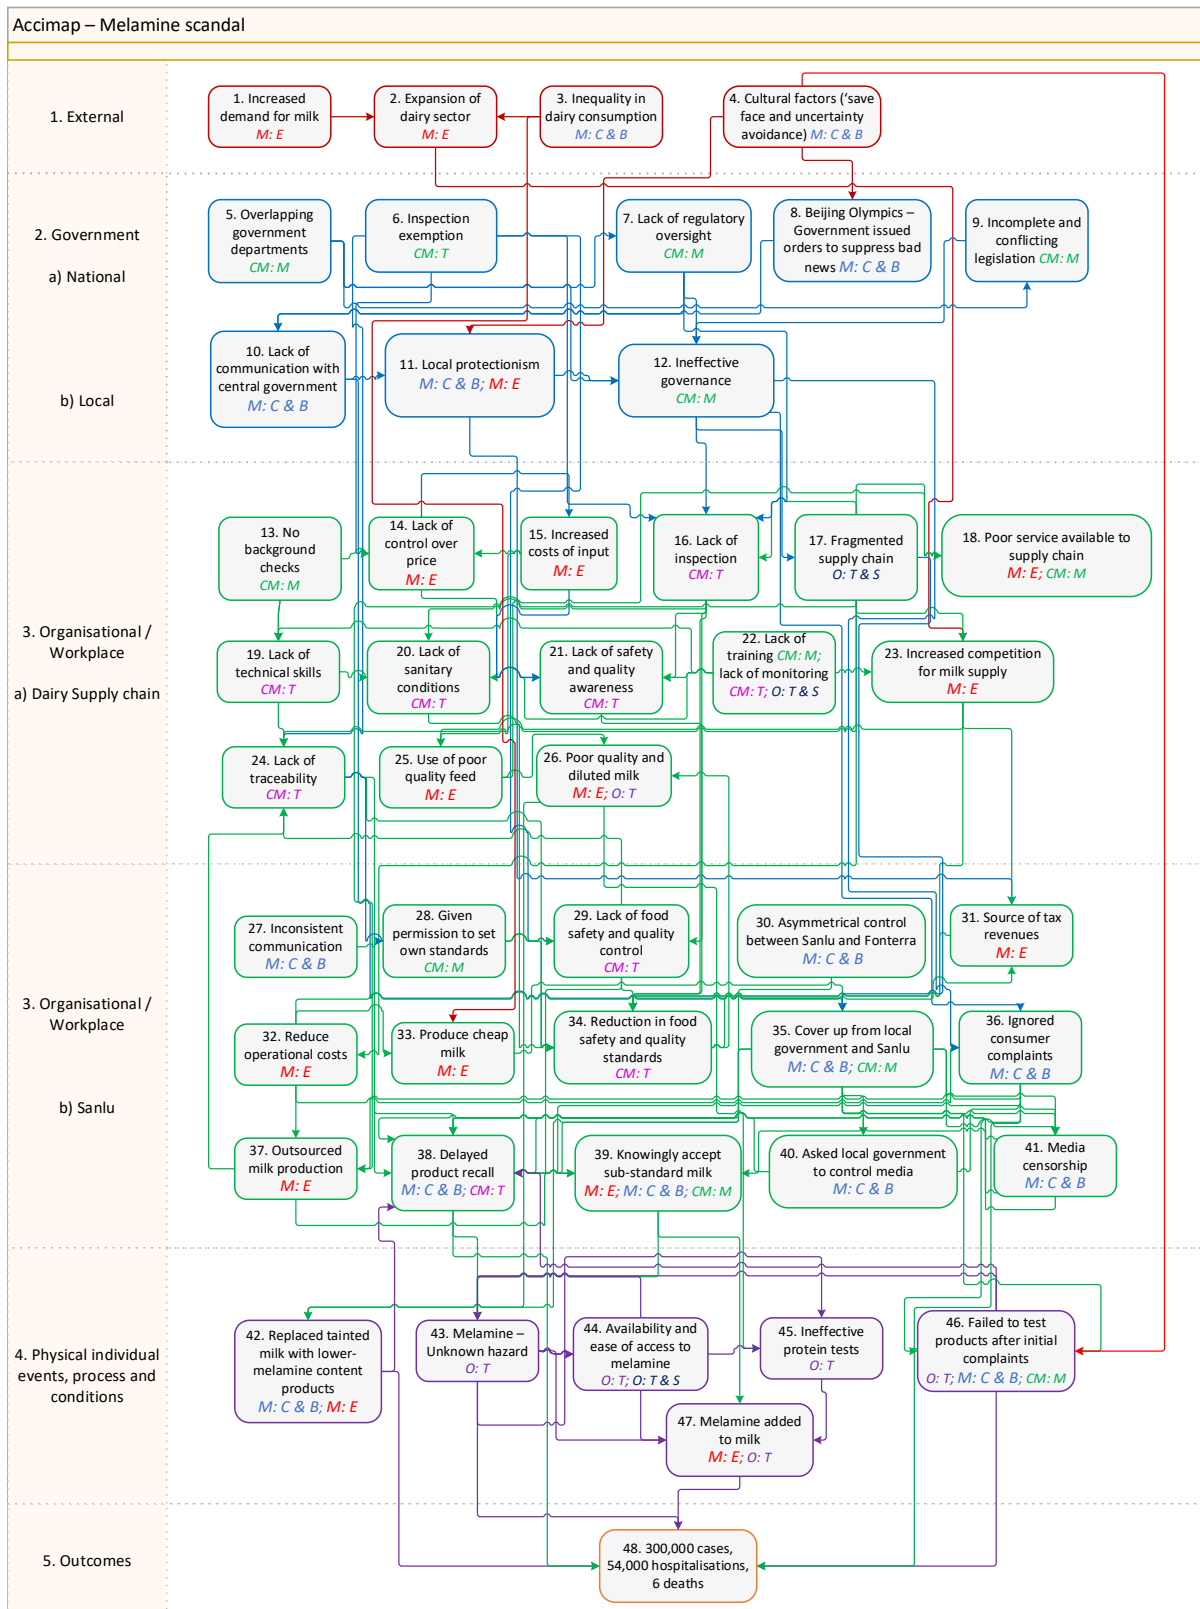 Accimap – Melamine scandal
1. External
1. Increased
demand for milk
M: E
2. Expansion of
dairy sector
M: E
3. Inequality in
dairy consumption
M: C & B
4. Cultural factors ('save
face and uncertainty
avoidance) M: C & B
2. Government
a) National
5. Overlapping
government
departments
CM: M
6. Inspection
exemption
CM: T
7. Lack of regulatory
oversight
CM: M
8. Beijing Olympics –
Government issued
orders to suppress bad
news M: C & B
9. Incomplete and
conflicting
legislation CM: M
b) Local
10. Lack of
communication with
central government
M: C & B
11. Local protectionism
M: C & B; M: E
12. Ineffective
governance
CM: M
3. Organisational /
Workplace
a) Dairy Supply chain
13. No
background
checks
CM: M
14. Lack of
control over
price
M: E
15. Increased
costs of input
M: E
16. Lack of
inspection
CM: T
17. Fragmented
supply chain
O: T & S
18. Poor service available to
supply chain
M: E; CM: M
19. Lack of
technical skills
CM: T
20. Lack of
sanitary
conditions
CM: T
21. Lack of safety
and quality
awareness
CM: T
22. Lack of
training CM: M;
lack of monitoring
CM: T; O: T & S
23. Increased competition
for milk supply
M: E
24. Lack of
traceability
CM: T
25. Use of poor
quality feed
M: E
26. Poor quality and
diluted milk
M: E; O: T
3. Organisational /
Workplace
b) Sanlu
27. Inconsistent
communication
M: C & B
28. Given
permission to set
own standards
CM: M
29. Lack of food
safety and quality
control
CM: T
30. Asymmetrical control
between Sanlu and Fonterra
M: C & B
31. Source of tax
revenues
M: E
32. Reduce
operational costs
M: E
33. Produce cheap
milk
M: E
34. Reduction in food
safety and quality
standards
CM: T
35. Cover up from local
government and Sanlu
M: C & B; CM: M
36. Ignored
consumer
complaints
M: C & B
37. Outsourced
milk production
M: E
38. Delayed
product recall
M: C & B; CM: T
39. Knowingly accept
sub-standard milk
M: E; M: C & B; CM: M
40. Asked local government
to control media
M: C & B
41. Media
censorship
M: C & B
4. Physical individual
events, process and
conditions
42. Replaced tainted
milk with lower-
melamine content
products
M: C & B; M: E
43. Melamine –
Unknown hazard
O: T
44. Availability and
ease of access to
melamine
O: T; O: T & S
45. Ineffective
protein tests
O: T
46. Failed to test
products after initial
complaints
O: T; M: C & B; CM: M
47. Melamine added
to milk
M: E; O: T
5. Outcomes
48. 300,000 cases,
54,000 hospitalisations,
6 deaths